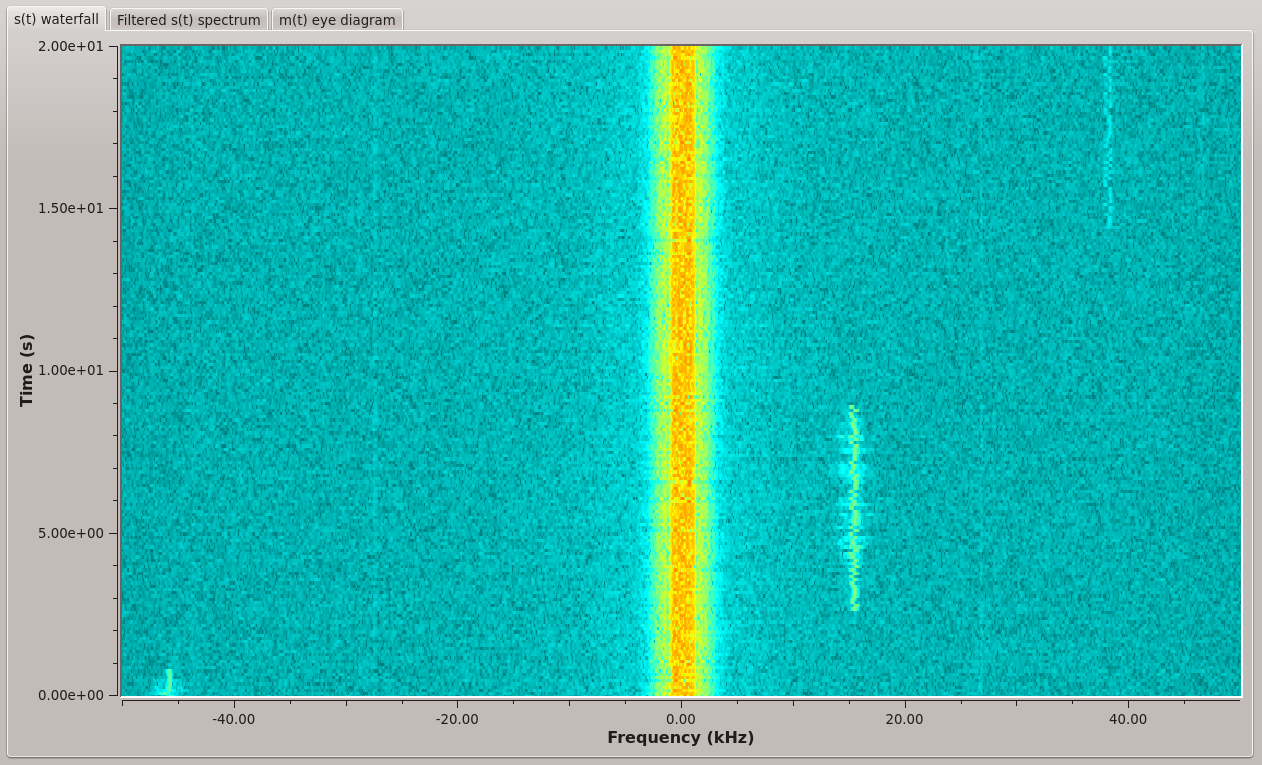 s(t) waterfall
Filtered s(t) spectrum
m(t) eye diagram
2.00e+01
1.50e+01
1.00e+01
5.00e+00
0.00e+00
Time (s)
-40.00 -20.00 0.00 20.00 40.00
Frequency (kHz)